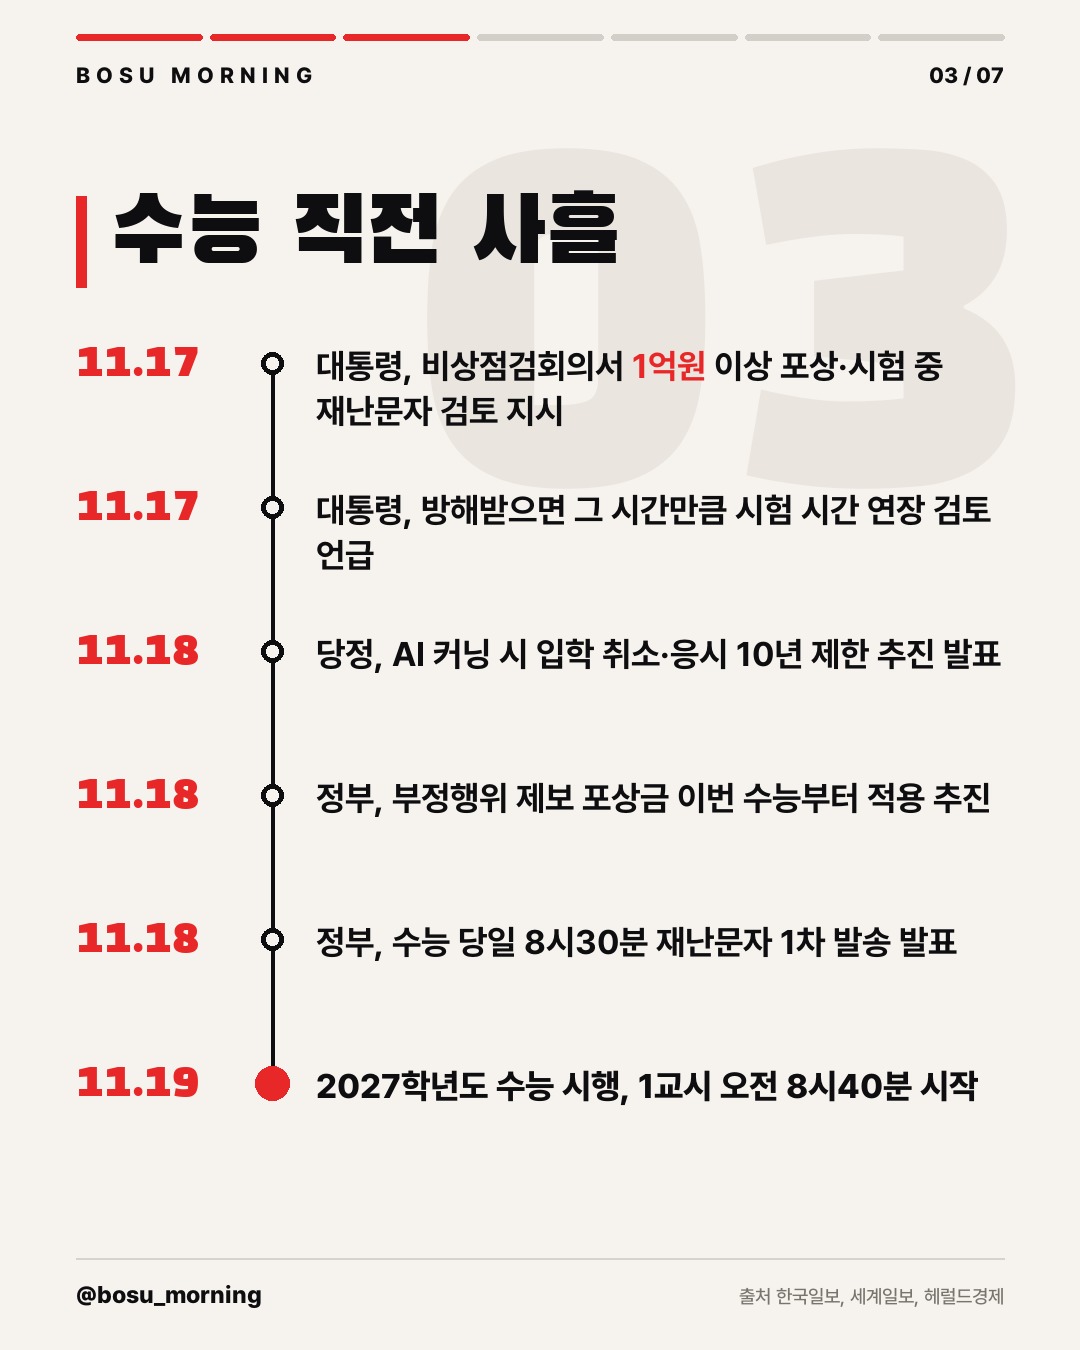 BOSU MORNING
03 / 07
03
수능 직전 사흘
11.17
대통령, 비상점검회의서 1억원 이상 포상·시험 중
재난문자 검토 지시
11.17
대통령, 방해받으면 그 시간만큼 시험 시간 연장 검토
언급
11.18
당정, AI 커닝 시 입학 취소·응시 10년 제한 추진 발표
11.18
정부, 부정행위 제보 포상금 이번 수능부터 적용 추진
11.18
정부, 수능 당일 8시30분 재난문자 1차 발송 발표
11.19
2027학년도 수능 시행, 1교시 오전 8시40분 시작
@bosu_morning
출처 한국일보, 세계일보, 헤럴드경제